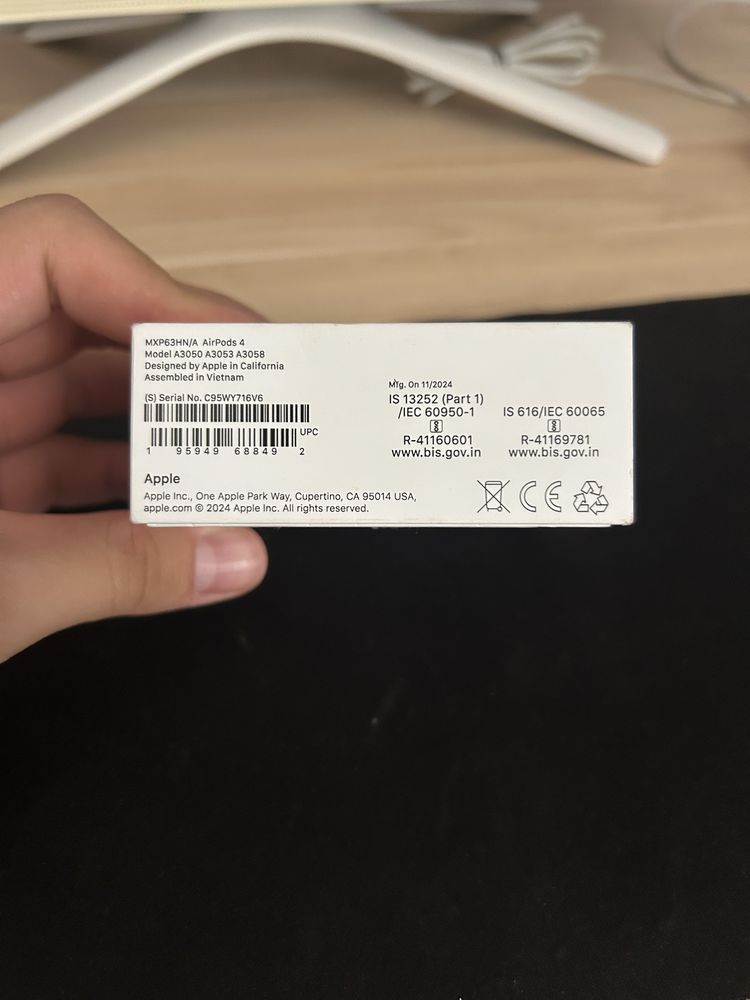 MXP63HN/A AirPods 4
Model A3050 A3053 A3058
Designed by Apple in California
Assembled in Vietnam
(S) Serial No. C95WY716V6
UPC
1 95949 68849 2
Apple
Apple Inc., One Apple Park Way, Cupertino, CA 95014 USA,
apple.com © 2024 Apple Inc. All rights reserved.
Mfg. On 11/2024
IS 13252 (Part 1)
/IEC 60950-1
R-41160601
www.bis.gov.in
IS 616/IEC 60065
R-41169781
www.bis.gov.in
CE